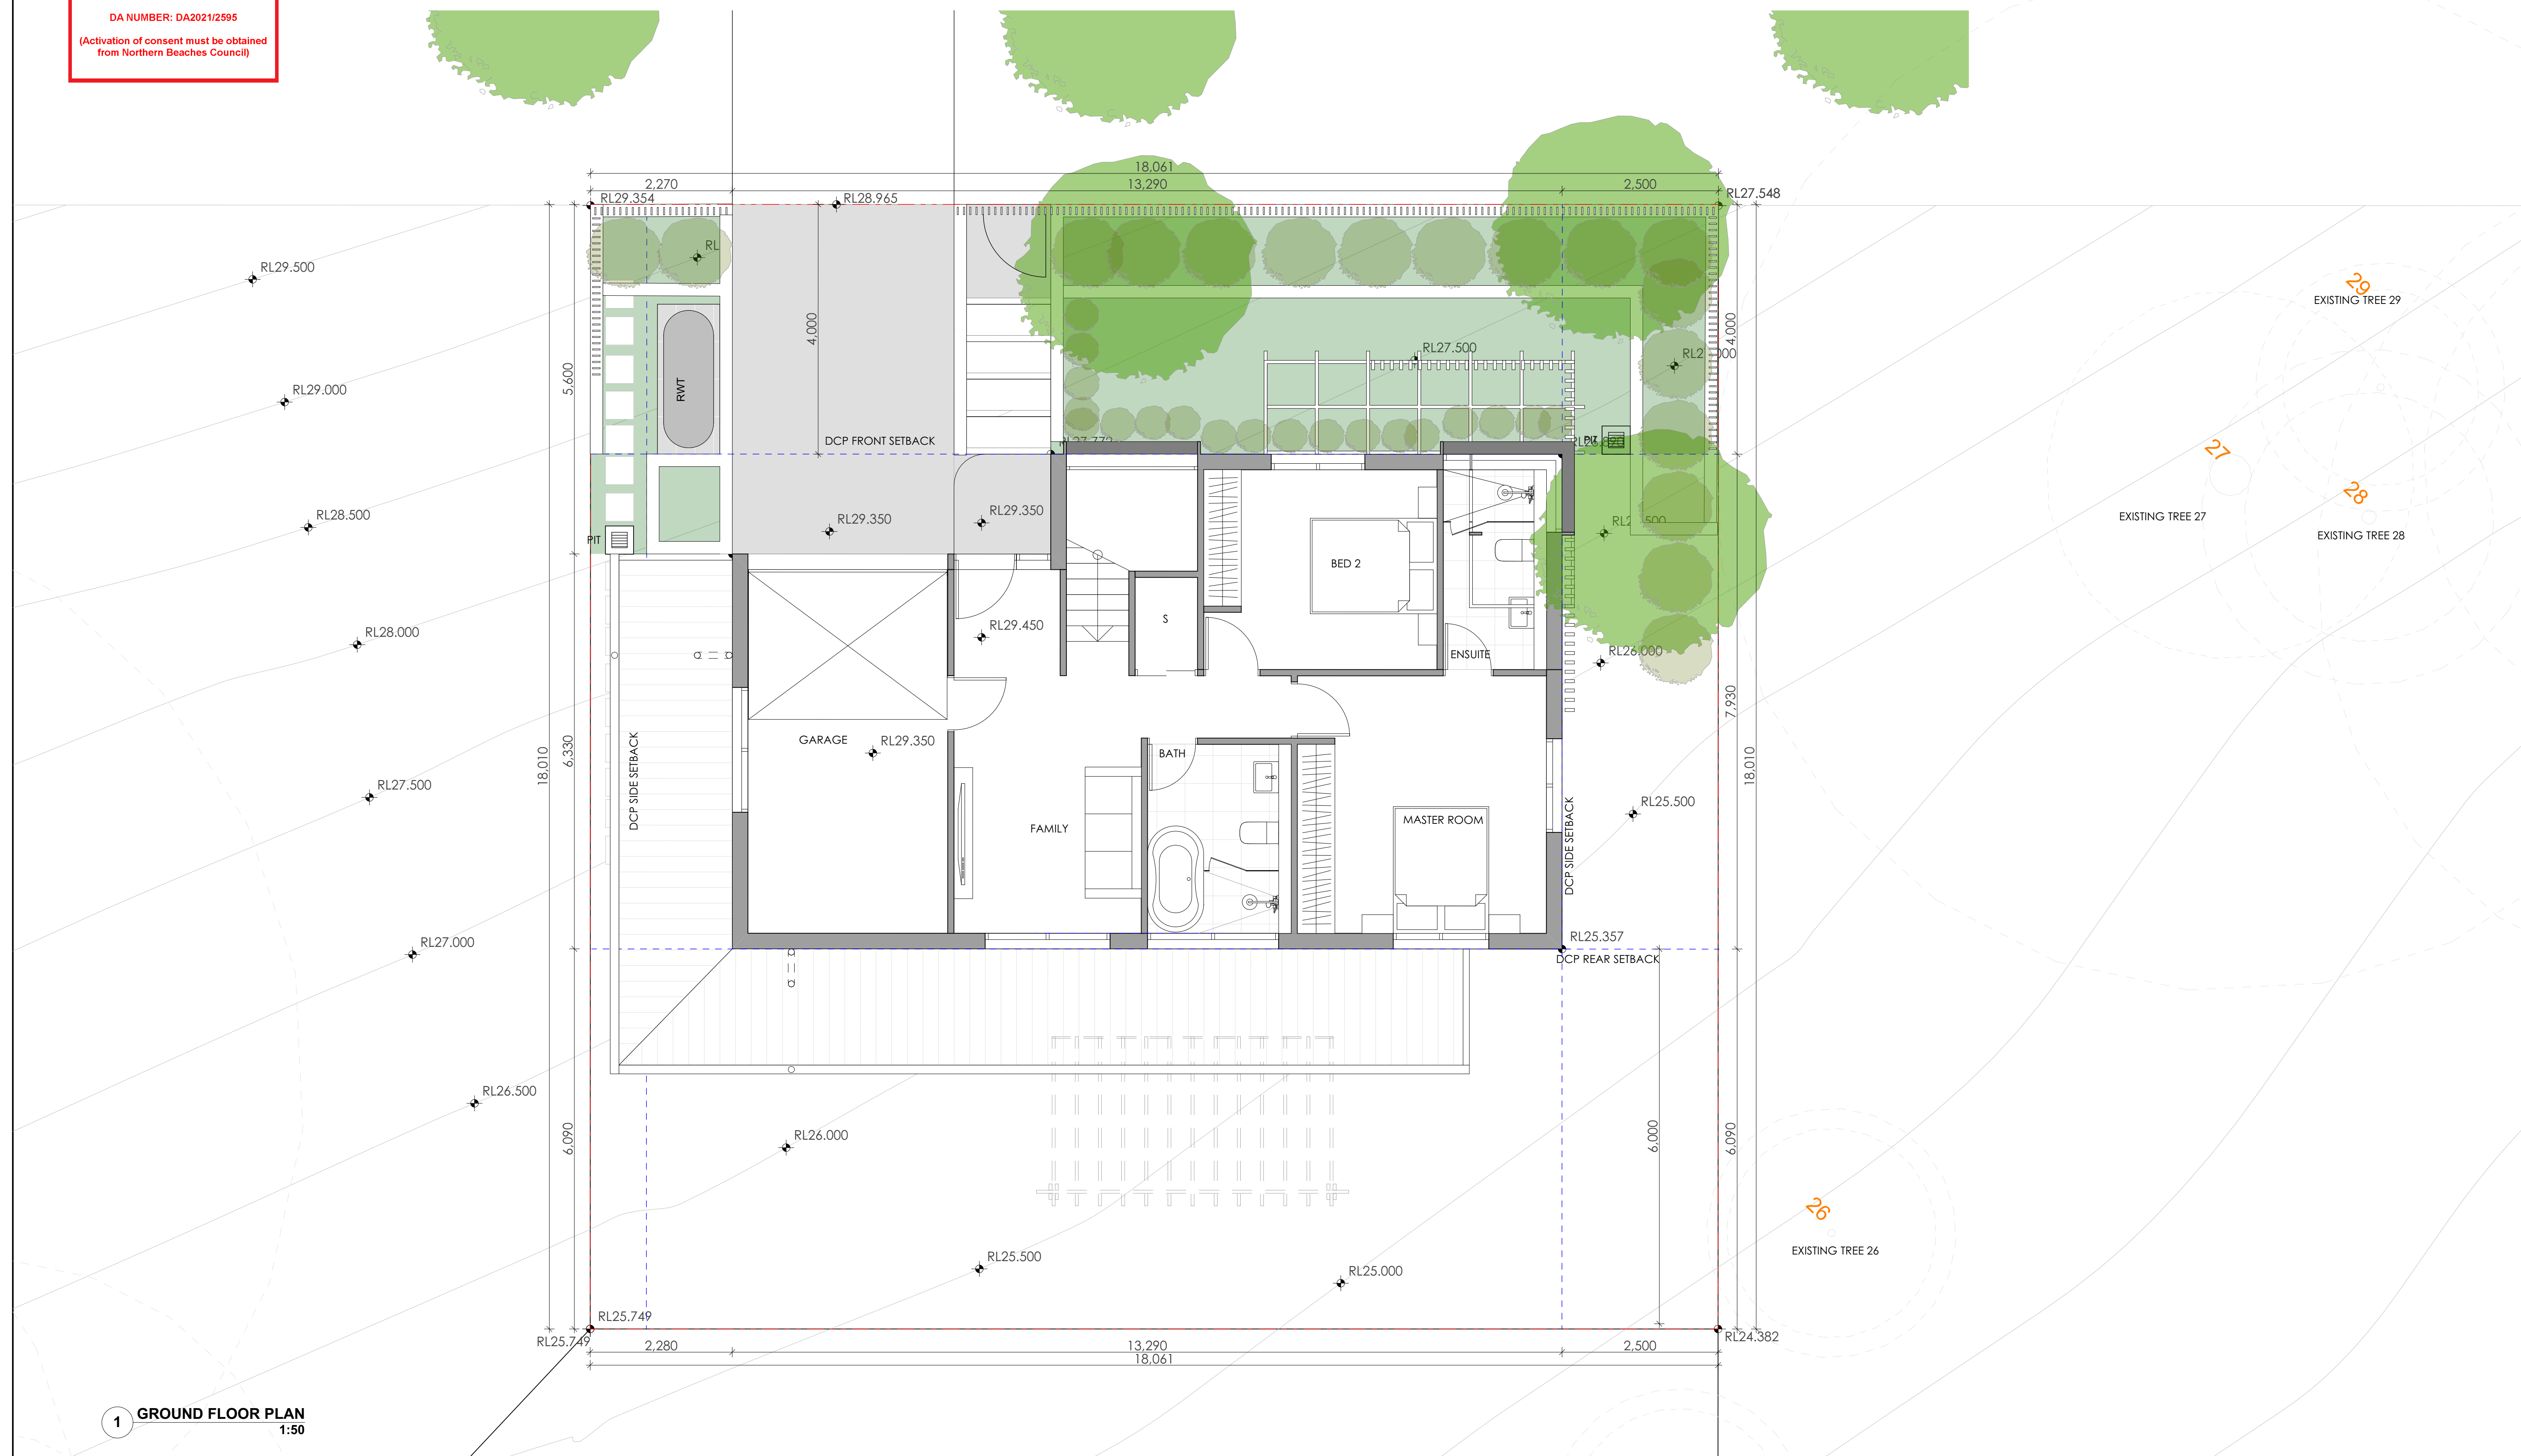 DA NUMBER: DA2021/2595
(Activation of consent must be obtained
from Northern Beaches Council)
18,061
2,270
13,290
2,500
RL29.354
RL28.965
RL27.548
RL
RL29.500
29
EXISTING TREE 29
4,000
4,000
RL27.500
5,600
RWT
RL29.000
DCP FRONT SETBACK
PIT
27
28
EXISTING TREE 27
EXISTING TREE 28
RL28.500
RL29.350
RL29.350
PIT
BED 2
S
RL28.000
RL29.450
ENSUITE
RL26.000
7,930
18,010
6,330
DCP SIDE SETBACK
GARAGE
RL29.350
BATH
18,010
RL27.500
RL25.500
FAMILY
MASTER ROOM
DCP SIDE SETBACK
RL27.000
RL25.357
DCP REAR SETBACK
RL26.500
RL26.000
6,090
6,000
6,090
26
EXISTING TREE 26
RL25.500
RL25.000
RL25.749
RL25.749
RL24.382
2,280
13,290
2,500
18,061
1
GROUND FLOOR PLAN
1:50